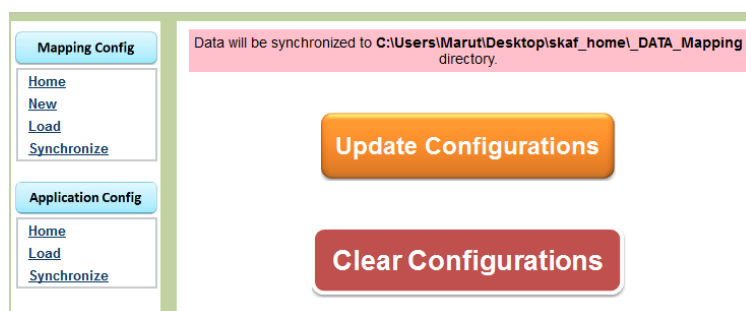 Mapping Config
Home
New
Load
Synchronize
Application Config
Home
Load
Synchronize
Data will be synchronized to C:\Users\Marut\Desktop\skaf_home\_DATA_Mapping
directory.
Update Configurations
Clear Configurations